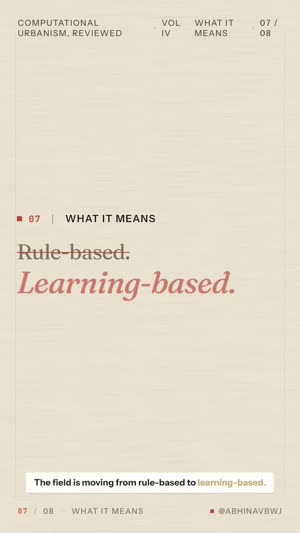 COMPUTATIONAL URBANISM, REVIEWED · VOL IV WHAT IT MEANS · 07 / 08
07 | WHAT IT MEANS
Rule-based.
Learning-based.
The field is moving from rule-based to learning-based.
07 / 08 · WHAT IT MEANS @ABHINAVBWJ